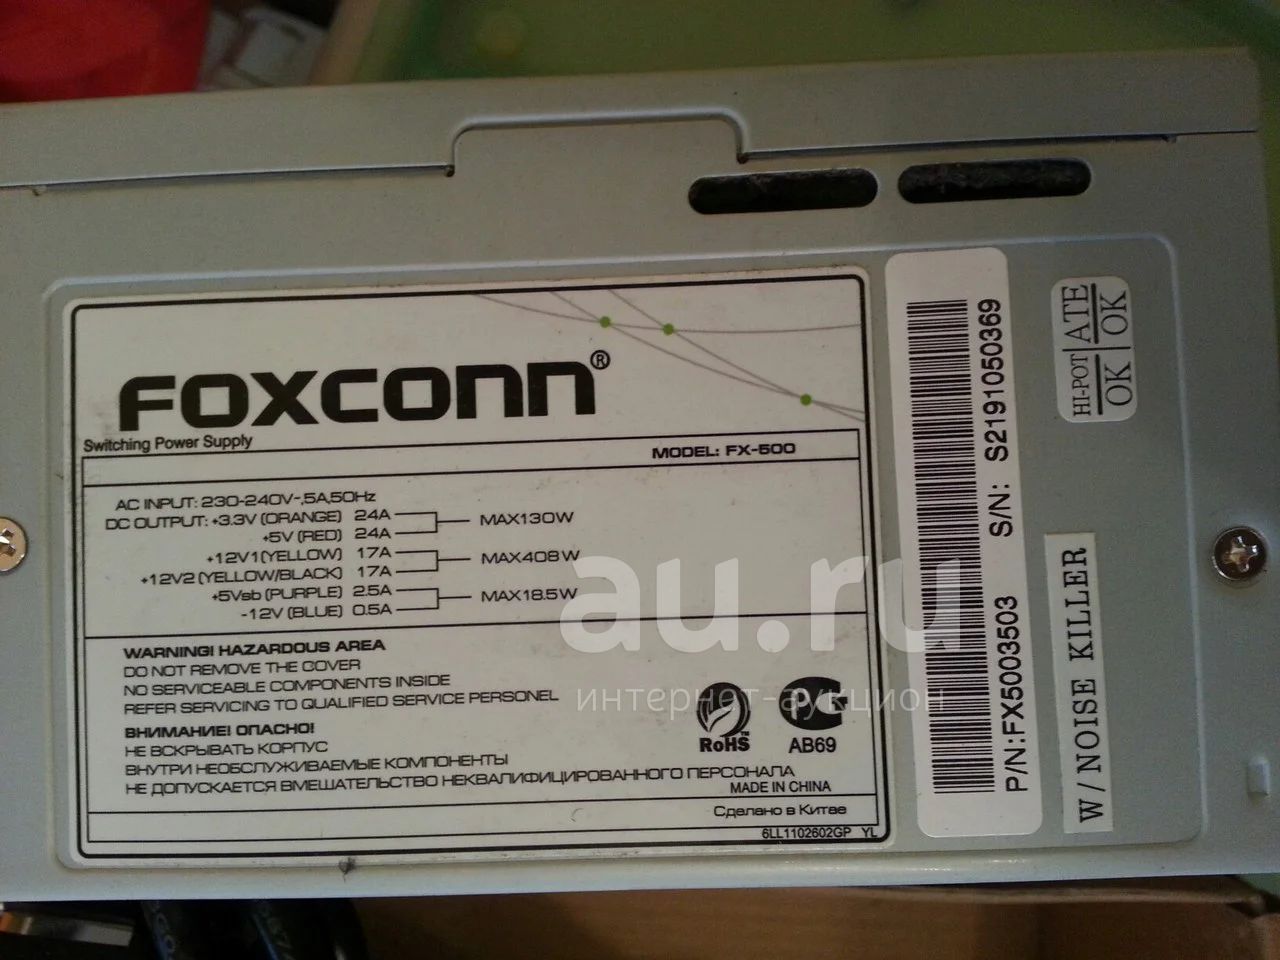 FOXCONN®
Switching Power Supply
MODEL: FX-500
AC INPUT: 230-240V~,5A,50Hz
DC OUTPUT: +3.3V (ORANGE) 24A
+5V (RED) 24A
MAX130W
+12V1(YELLOW) 17A
+12V2 (YELLOW/BLACK) 17A
MAX408W
+5Vsb (PURPLE) 2.5A
-12V (BLUE) 0.5A
MAX18.5W
WARNING! HAZARDOUS AREA
DO NOT REMOVE THE COVER
NO SERVICEABLE COMPONENTS INSIDE
REFER SERVICING TO QUALIFIED SERVICE PERSONEL
ВНИМАНИЕ! ОПАСНО!
НЕ ВСКРЫВАТЬ КОРПУС
ВНУТРИ НЕОБСЛУЖИВАЕМЫЕ КОМПОНЕНТЫ
НЕ ДОПУСКАЕТСЯ ВМЕШАТЕЛЬСТВО НЕКВАЛИФИЦИРОВАННОГО ПЕРСОНАЛА
RoHS
АВ69
MADE IN CHINA
Сделано в Китае
6LL1102602GP YL
P/N:FX5003503 S/N: S2191050369
HI-POT ATE
OK OK
W/NOISE KILLER
au.ru
интернет-аукцион